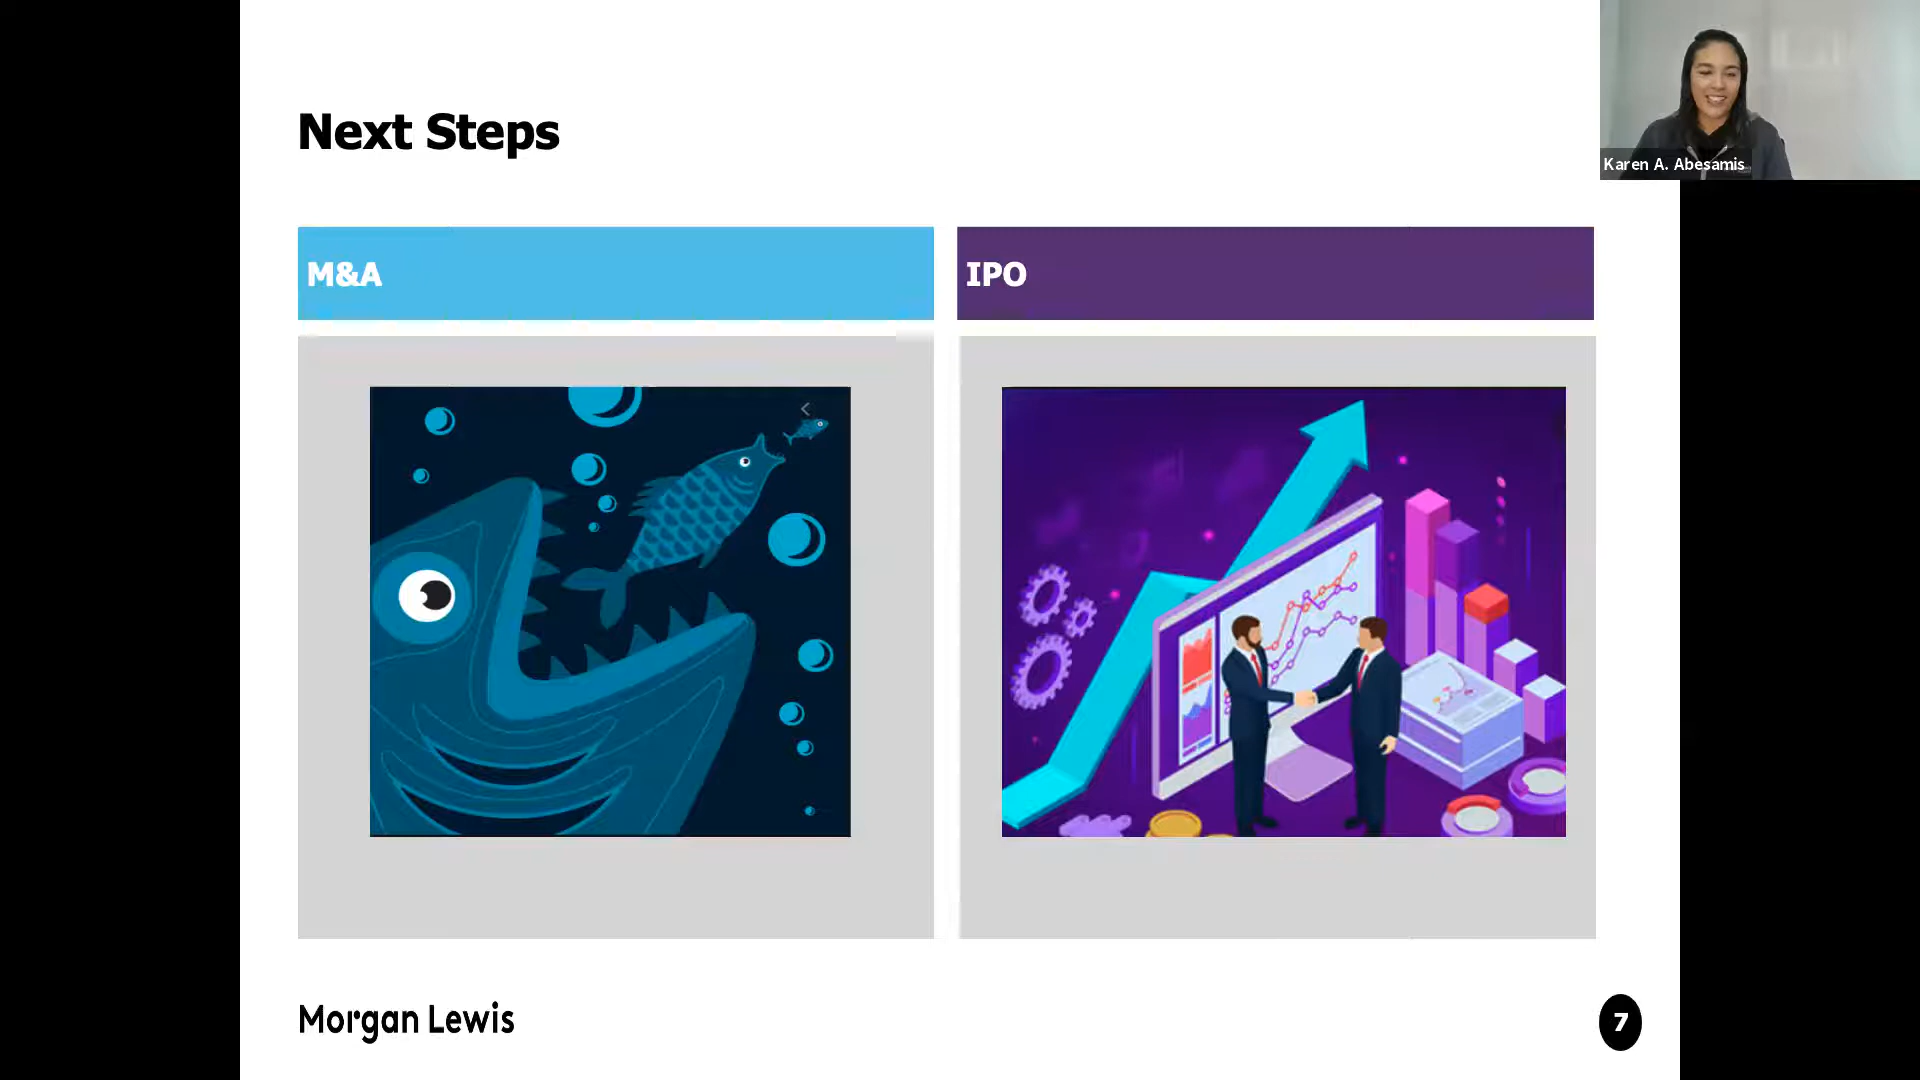 Next Steps
Karen A. Abesamis
M&A
IPO
Morgan Lewis
7